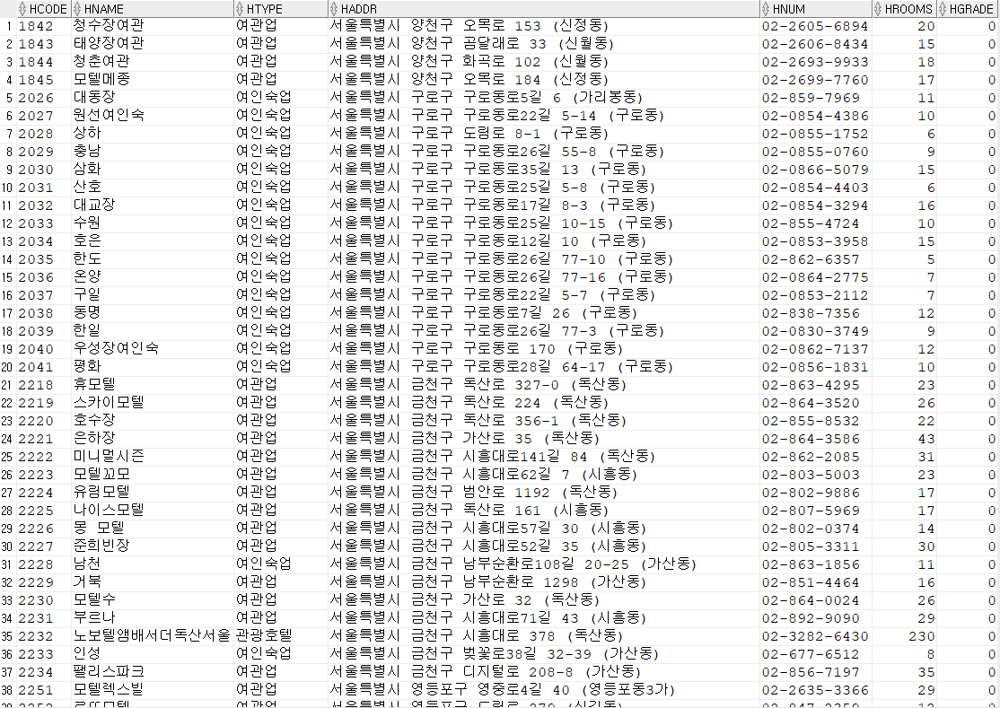 HCODE HNAME HTYPE HADDR HNUM HROOMS HGRADE
1 1842 청수장여관 여관업 서울특별시 양천구 오목로 153 (신정동) 02-2605-6894 20 0
2 1843 태양장여관 여관업 서울특별시 양천구 곰달래로 33 (신월동) 02-2606-8434 15 0
3 1844 청춘여관 여관업 서울특별시 양천구 화곡로 102 (신월동) 02-2693-9933 18 0
4 1845 모텔메종 여관업 서울특별시 양천구 오목로 184 (신정동) 02-2699-7760 17 0
5 2026 대동장 여인숙업 서울특별시 구로구 구로동로5길 6 (가리봉동) 02-859-7969 11 0
6 2027 원선여인숙 여인숙업 서울특별시 구로구 구로동로22길 5-14 (구로동) 02-0854-4386 10 0
7 2028 상하 여인숙업 서울특별시 구로구 도림로 8-1 (구로동) 02-0855-1752 6 0
8 2029 충남 여인숙업 서울특별시 구로구 구로동로26길 55-8 (구로동) 02-0855-0760 9 0
9 2030 삼화 여인숙업 서울특별시 구로구 구로동로35길 13 (구로동) 02-0866-5079 15 0
10 2031 산호 여인숙업 서울특별시 구로구 구로동로25길 5-8 (구로동) 02-0854-4403 6 0
11 2032 대교장 여인숙업 서울특별시 구로구 구로동로17길 8-3 (구로동) 02-0854-3294 16 0
12 2033 수원 여인숙업 서울특별시 구로구 구로동로25길 10-15 (구로동) 02-855-4724 10 0
13 2034 호은 여인숙업 서울특별시 구로구 구로동로12길 10 (구로동) 02-0853-3958 15 0
14 2035 한도 여인숙업 서울특별시 구로구 구로동로26길 77-10 (구로동) 02-862-6357 5 0
15 2036 온양 여인숙업 서울특별시 구로구 구로동로26길 77-16 (구로동) 02-0864-2775 7 0
16 2037 구일 여인숙업 서울특별시 구로구 구로동로22길 5-7 (구로동) 02-0853-2112 7 0
17 2038 동명 여인숙업 서울특별시 구로구 구로동로7길 26 (구로동) 02-838-7356 12 0
18 2039 한일 여인숙업 서울특별시 구로구 구로동로26길 77-3 (구로동) 02-0830-3749 9 0
19 2040 우성장여인숙 여인숙업 서울특별시 구로구 구로동로 170 (구로동) 02-0862-7137 12 0
20 2041 평화 여인숙업 서울특별시 구로구 구로동로28길 64-17 (구로동) 02-0856-1831 10 0
21 2218 휴모텔 여관업 서울특별시 금천구 독산로 327-0 (독산동) 02-863-4295 23 0
22 2219 스카이모텔 여관업 서울특별시 금천구 독산로 224 (독산동) 02-864-3520 26 0
23 2220 호수장 여관업 서울특별시 금천구 독산로 356-1 (독산동) 02-855-8532 22 0
24 2221 은하장 여관업 서울특별시 금천구 가산로 35 (독산동) 02-864-3586 43 0
25 2222 미니멀시즌 여관업 서울특별시 금천구 시흥대로141길 84 (독산동) 02-862-2085 31 0
26 2223 모텔꼬모 여관업 서울특별시 금천구 시흥대로62길 7 (시흥동) 02-803-5003 23 0
27 2224 유림모텔 여관업 서울특별시 금천구 범안로 1192 (독산동) 02-802-9886 17 0
28 2225 나이스모텔 여관업 서울특별시 금천구 독산로 161 (시흥동) 02-807-5969 17 0
29 2226 몽 모텔 여관업 서울특별시 금천구 시흥대로57길 30 (시흥동) 02-802-0374 14 0
30 2227 준희빈장 여관업 서울특별시 금천구 시흥대로52길 35 (시흥동) 02-805-3311 30 0
31 2228 남천 여인숙업 서울특별시 금천구 남부순환로108길 20-25 (가산동) 02-863-1856 11 0
32 2229 거북 여관업 서울특별시 금천구 남부순환로 1298 (가산동) 02-851-4464 16 0
33 2230 모텔수 여관업 서울특별시 금천구 가산로 32 (독산동) 02-864-0024 26 0
34 2231 부르나 여관업 서울특별시 금천구 시흥대로71길 43 (시흥동) 02-892-9090 29 0
35 2232 노보텔앰배서더독산서울 관광호텔 서울특별시 금천구 시흥대로 378 (독산동) 02-3282-6430 230 0
36 2233 인성 여인숙업 서울특별시 금천구 벚꽃로38길 32-39 (가산동) 02-677-6512 8 0
37 2234 팰리스파크 여관업 서울특별시 금천구 디지털로 208-8 (가산동) 02-856-7197 35 0
38 2251 모텔렉스빌 여관업 서울특별시 영등포구 영중로4길 40 (영등포동3가) 02-2635-3366 29 0